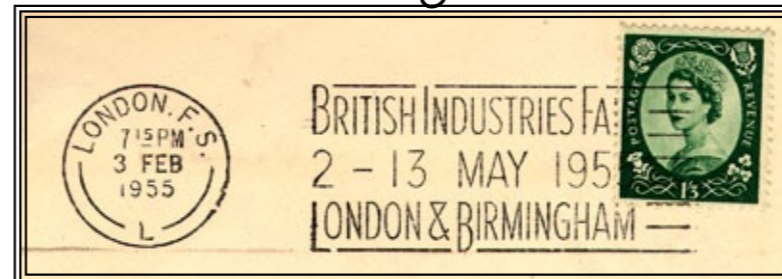 LONDON. F.S.
7 15 PM
3 FEB
1955
L
BRITISH INDUSTRIES FA
2 - 13 MAY 195
LONDON & BIRMINGHAM
POSTAGE
REVENUE
1/3